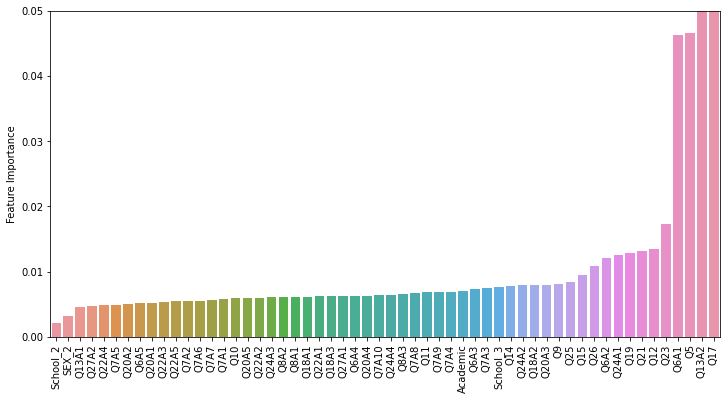 0.05
0.04
0.03
0.02
0.01
0.00
Feature Importance
School_2
SEX_2
Q13A1
Q27A2
Q22A4
Q7A5
Q20A2
Q6A5
Q20A1
Q22A3
Q22A5
Q7A2
Q7A6
Q7A7
Q7A1
Q10
Q20A5
Q22A2
Q24A3
Q8A2
Q8A1
Q18A1
Q22A1
Q18A3
Q27A1
Q6A4
Q20A4
Q7A10
Q24A4
Q8A3
Q7A8
Q11
Q7A9
Q7A4
Academic
Q6A3
Q7A3
School_3
Q14
Q24A2
Q18A2
Q20A3
Q9
Q25
Q15
Q26
Q6A2
Q24A1
Q19
Q21
Q12
Q23
Q6A1
Q5
Q13A2
Q17